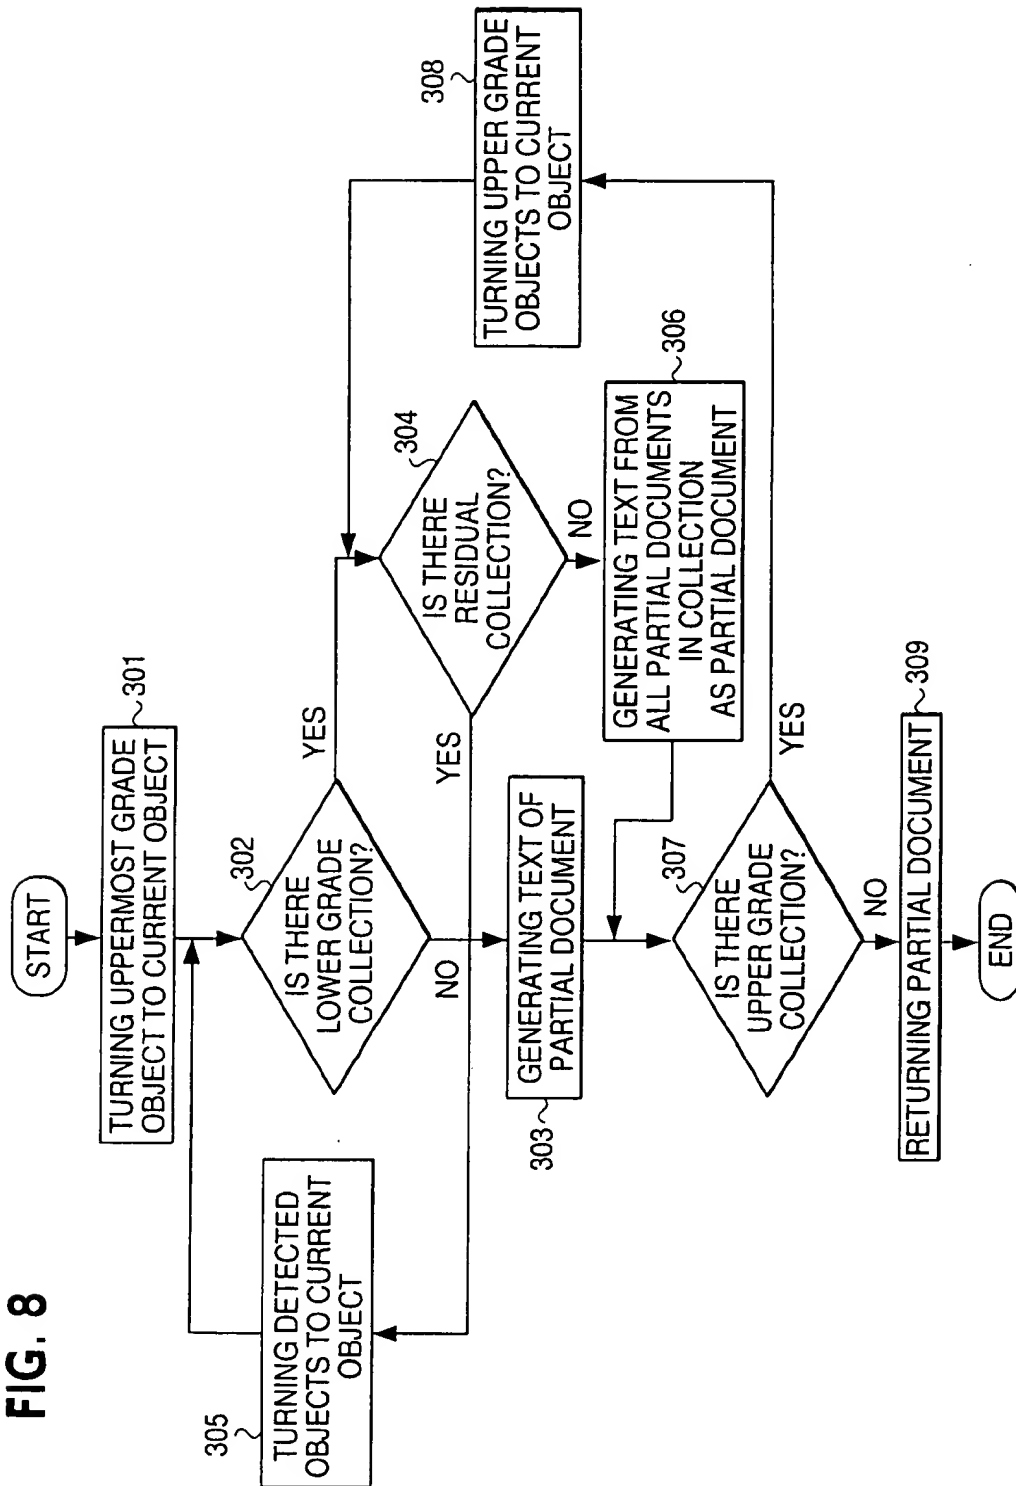 FIG. 8
START
TURNING UPPERMOST GRADE
OBJECT TO CURRENT OBJECT
301
IS THERE
LOWER GRADE
COLLECTION?
302
YES
NO
305
TURNING DETECTED
OBJECTS TO CURRENT
OBJECT
IS THERE
RESIDUAL
COLLECTION?
304
YES
NO
308
TURNING UPPER GRADE
OBJECTS TO CURRENT
OBJECT
GENERATING TEXT OF
PARTIAL DOCUMENT
303
GENERATING TEXT FROM
ALL PARTIAL DOCUMENTS
IN COLLECTION
AS PARTIAL DOCUMENT
306
IS THERE
UPPER GRADE
COLLECTION?
307
YES
NO
RETURNING PARTIAL DOCUMENT
309
END